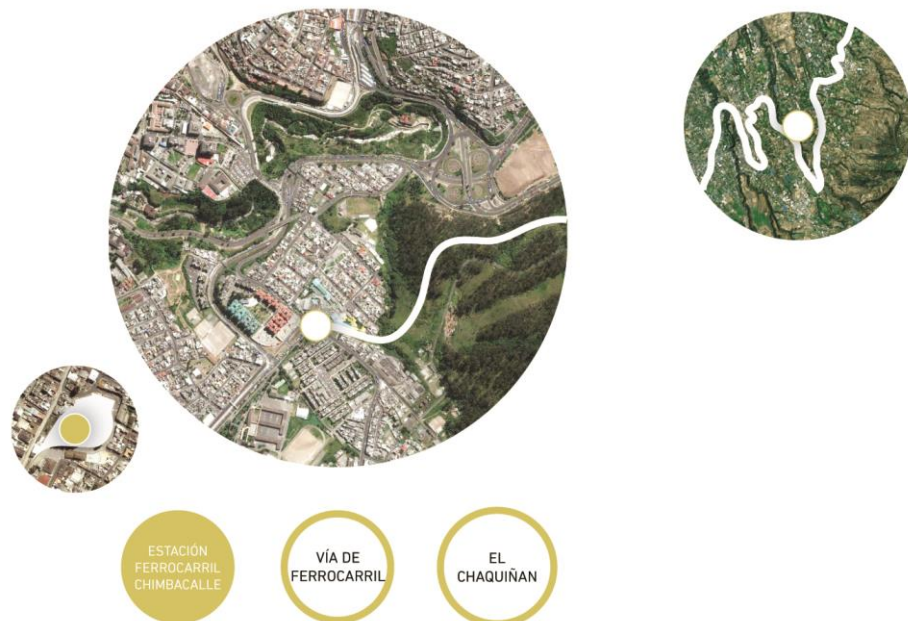 ESTACIÓN
FERROCARRIL
CHIMBACALLE
VÍA DE
FERROCARRIL
EL
CHAQUIÑAN